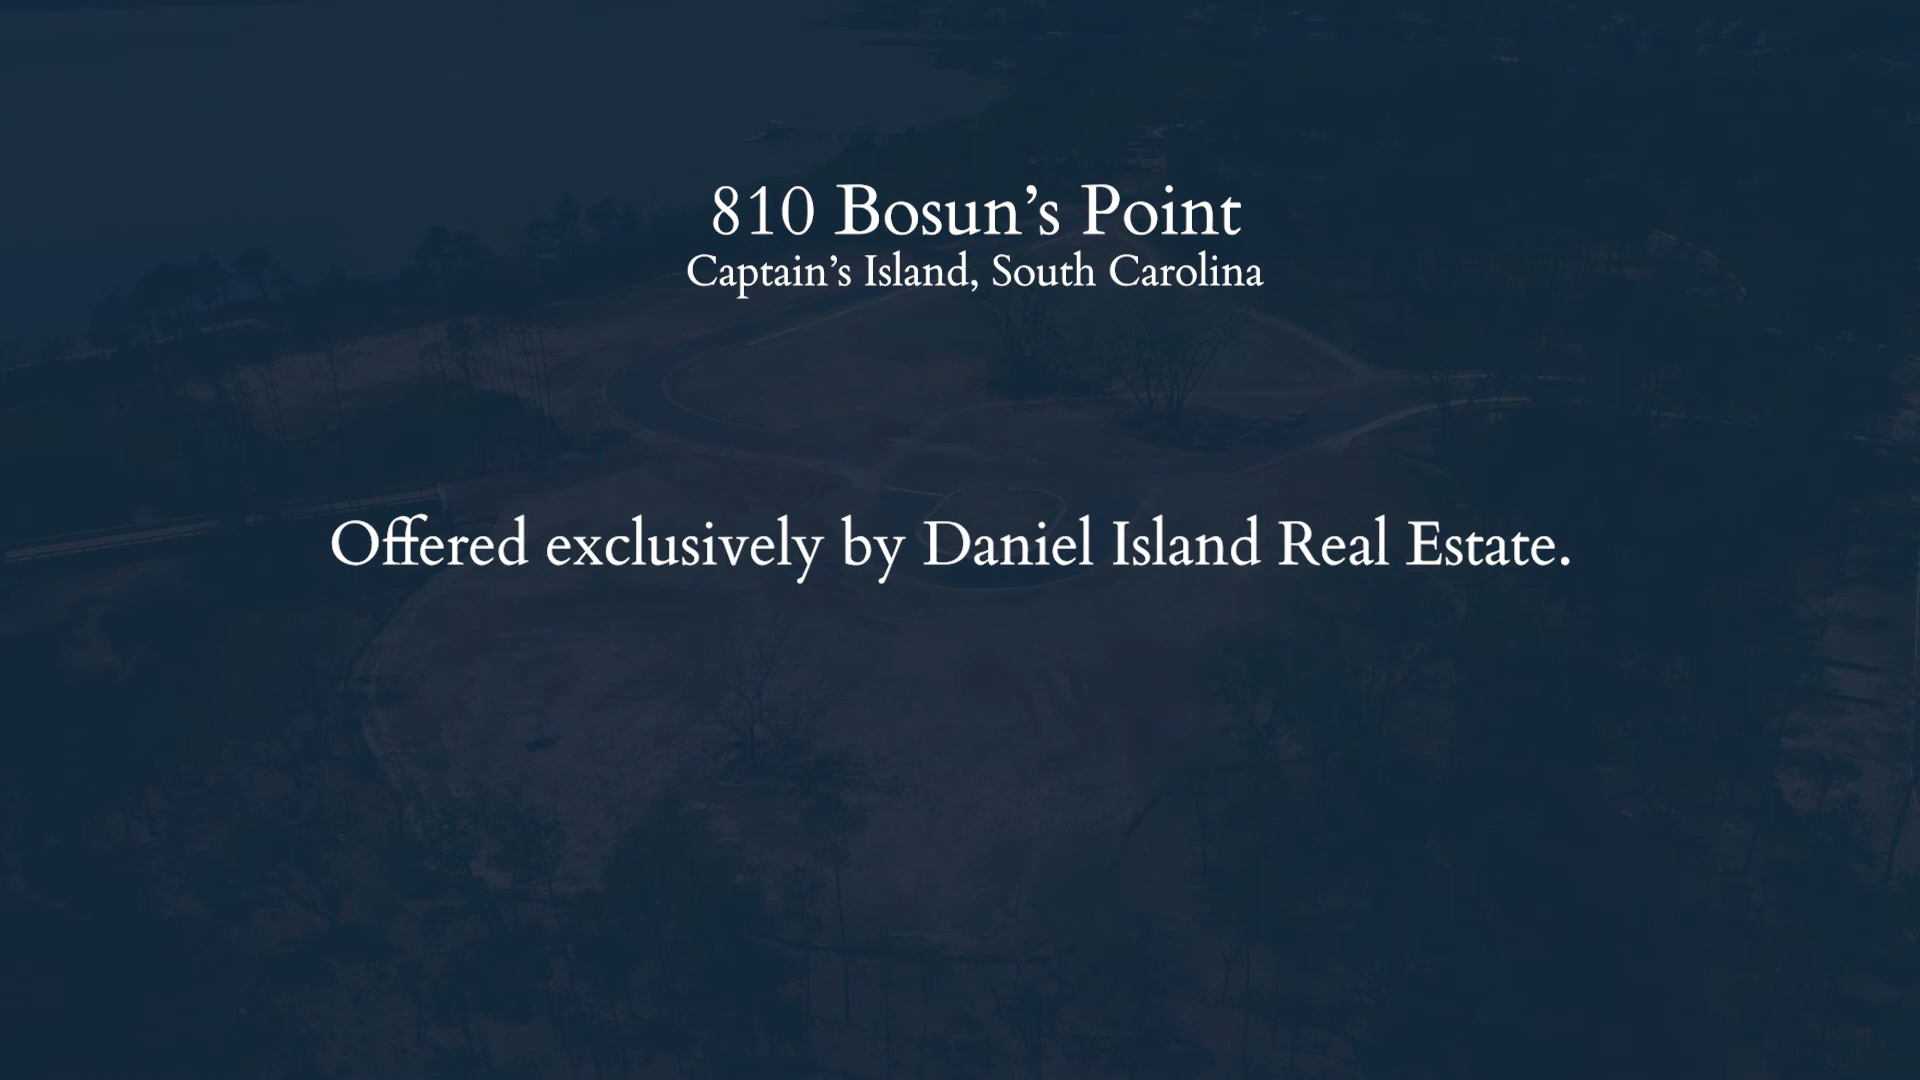 810 Bosun’s Point
Captain’s Island, South Carolina
Offered exclusively by Daniel Island Real Estate.